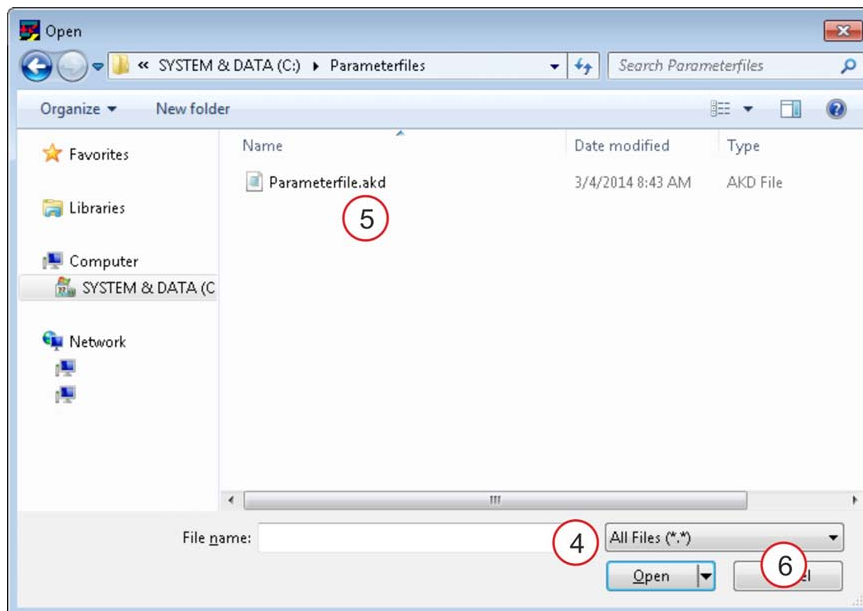 Open
« SYSTEM & DATA (C:) Parameterfiles
Search Parameterfiles
Organize New folder
Name Date modified Type
Favorites
Parameterfile.akd 3/4/2014 8:43 AM AKD File
5
Libraries
Computer
SYSTEM & DATA (C
Network
File name: 4 All Files (*.*)
Open 6